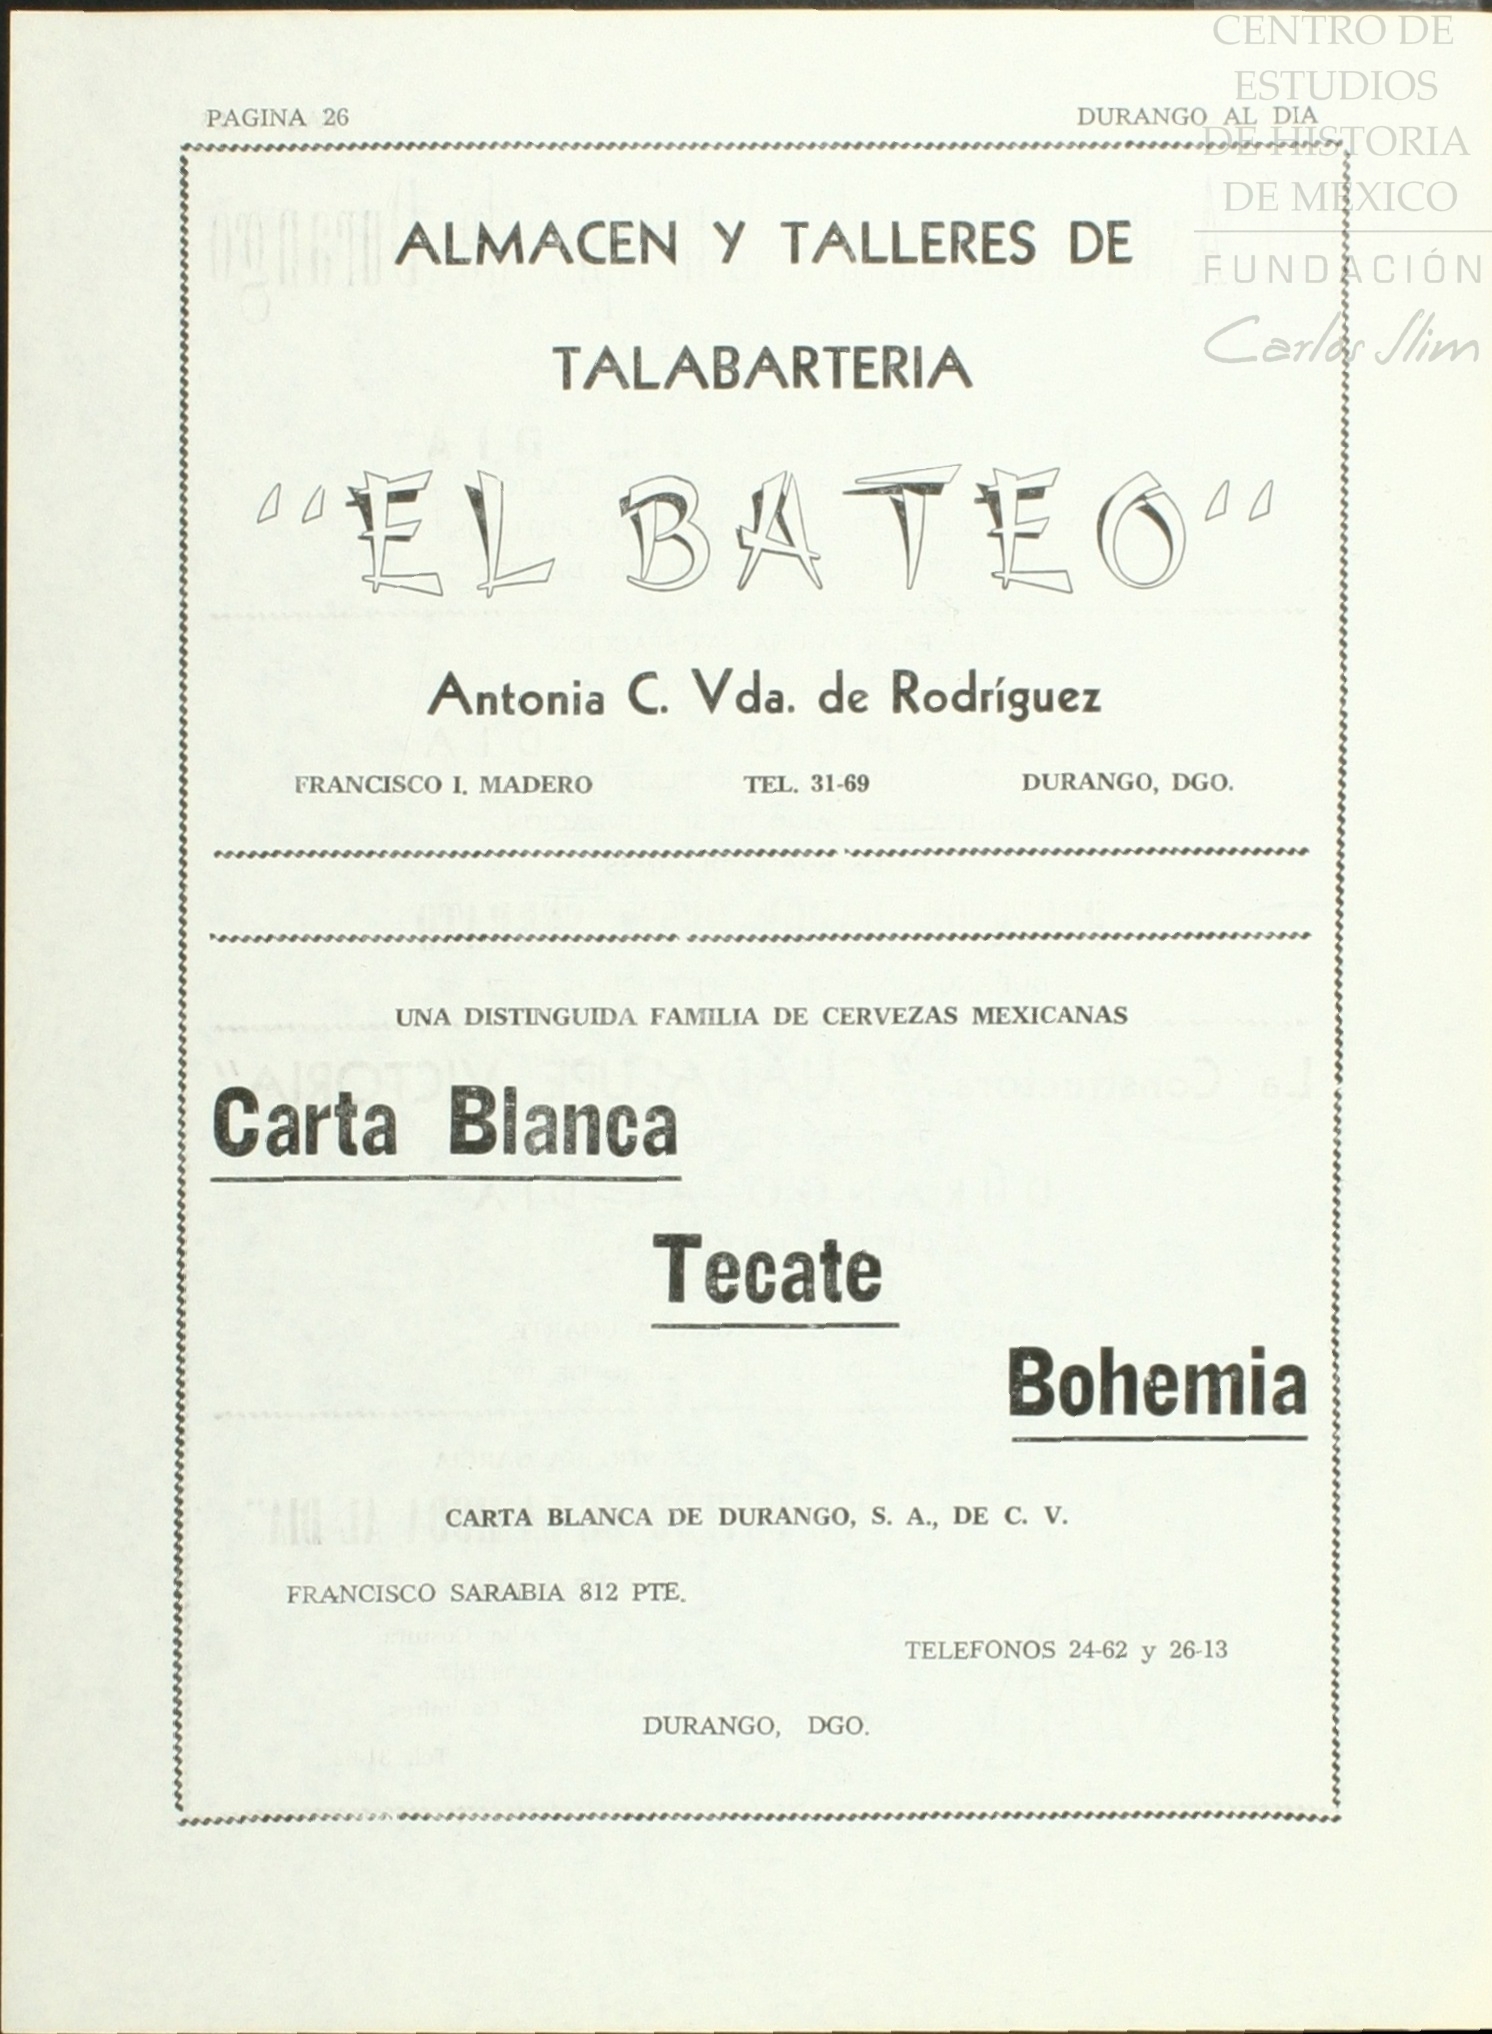 CENTRO DE
ESTUDIOS
DE HISTORIA
DE MÉXICO
FUNDACIÓN
Carlos Slim
PAGINA 26 DURANGO AL DIA
ALMACEN Y TALLERES DE
TALABARTERIA
"EL BATEO"
Antonia C. Vda. de Rodríguez
FRANCISCO I. MADERO TEL. 31-69 DURANGO, DGO.
UNA DISTINGUIDA FAMILIA DE CERVEZAS MEXICANAS
Carta Blanca
Tecate
Bohemia
CARTA BLANCA DE DURANGO, S. A., DE C. V.
FRANCISCO SARABIA 812 PTE.
TELEFONOS 24-62 y 26-13
DURANGO, DGO.